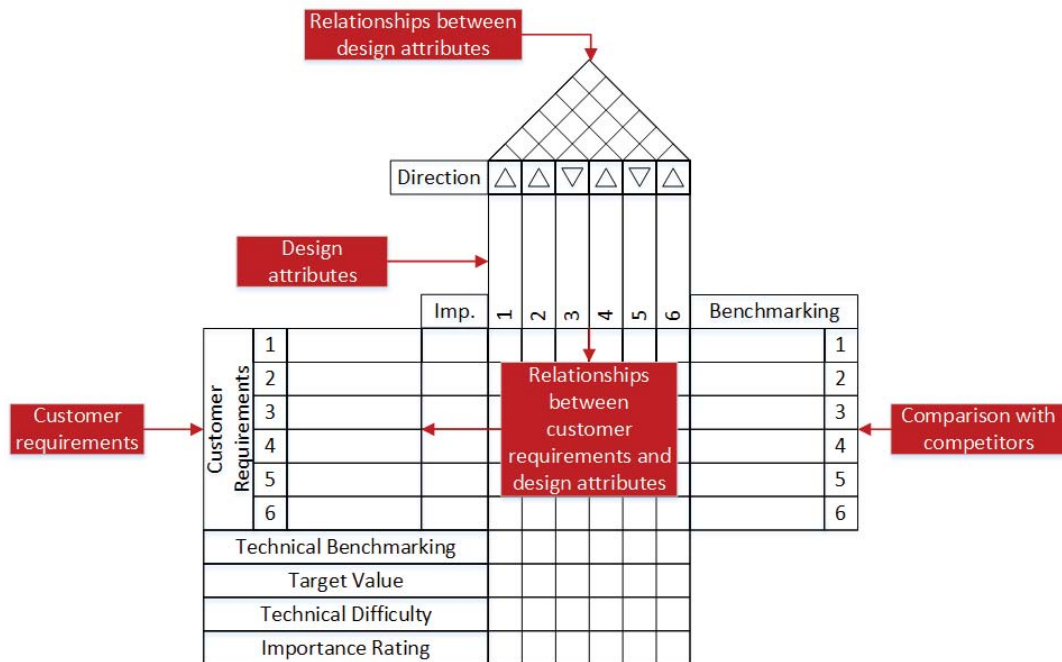 Relationships between
design attributes
Direction
Design
attributes
Imp.
1
2
3
4
5
6
Benchmarking
Customer
Requirements
1
2
3
4
5
6
Customer
requirements
Relationships
between
customer
requirements and
design attributes
1
2
3
4
5
6
Comparison with
competitors
Technical Benchmarking
Target Value
Technical Difficulty
Importance Rating